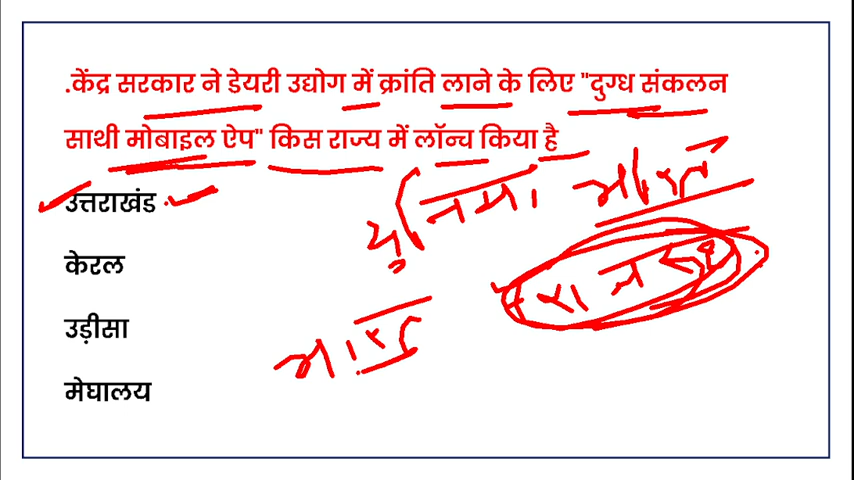 .केंद्र सरकार ने डेयरी उद्योग में क्रांति लाने के लिए "दुग्ध संकलन
साथी मोबाइल ऐप" किस राज्य में लॉन्च किया है
उत्तराखंड
केरल
उड़ीसा
मेघालय